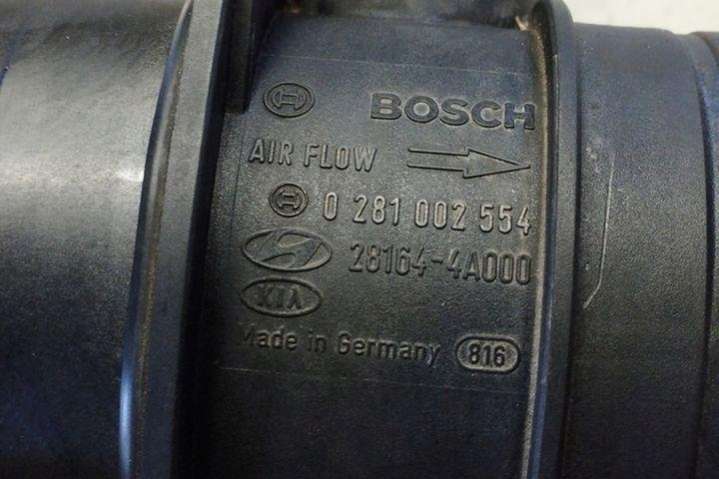 BOSCH
AIR FLOW
0 281 002 554
28164-4A000
KIA
Made in Germany 816